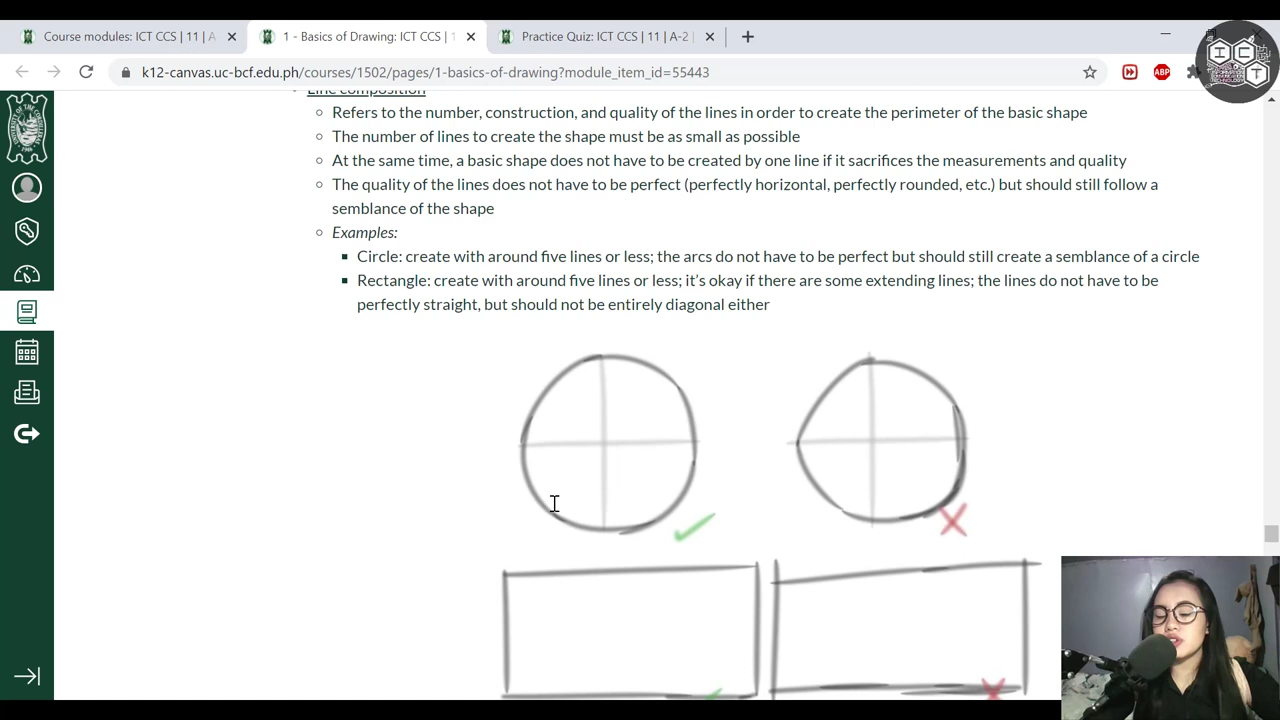 Course modules: ICT CCS | 11 | A
1 - Basics of Drawing: ICT CCS | 1
Practice Quiz: ICT CCS | 11 | A-2 |
k12-canvas.uc-bcf.edu.ph/courses/1502/pages/1-basics-of-drawing?module_item_id=55443
ABP
ICT
Line composition
Refers to the number, construction, and quality of the lines in order to create the perimeter of the basic shape
The number of lines to create the shape must be as small as possible
At the same time, a basic shape does not have to be created by one line if it sacrifices the measurements and quality
The quality of the lines does not have to be perfect (perfectly horizontal, perfectly rounded, etc.) but should still follow a
semblance of the shape
Examples:
Circle: create with around five lines or less; the arcs do not have to be perfect but should still create a semblance of a circle
Rectangle: create with around five lines or less; it’s okay if there are some extending lines; the lines do not have to be
perfectly straight, but should not be entirely diagonal either